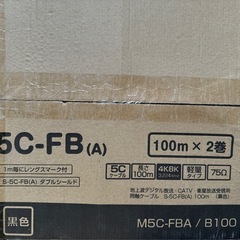 5C-FB(A)
100m×2巻
1m毎にレングスマーク付
S-5C-FB(A) ダブルシールド
5C
ケーブル
長さ
100m
4K8K
軽量
タイプ
75Ω
地上波デジタル放送・CATV・衛星放送受信用
同軸ケーブル S-5C-FB(A) 100m (黒色)
黒色
M5C-FBA / B100